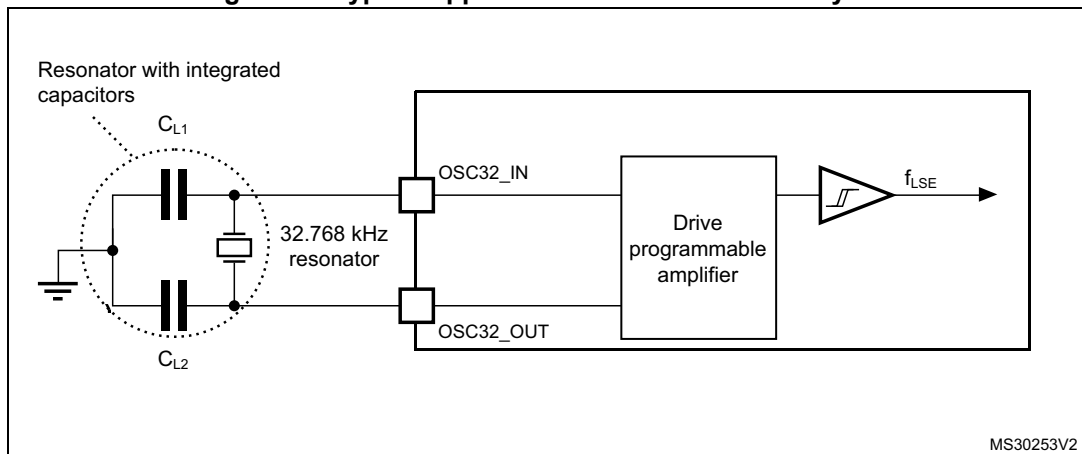 Resonator with integrated
capacitors
C_L1
OSC32_IN
f_LSE
Drive
programmable
amplifier
32.768 kHz
resonator
OSC32_OUT
C_L2
MS30253V2